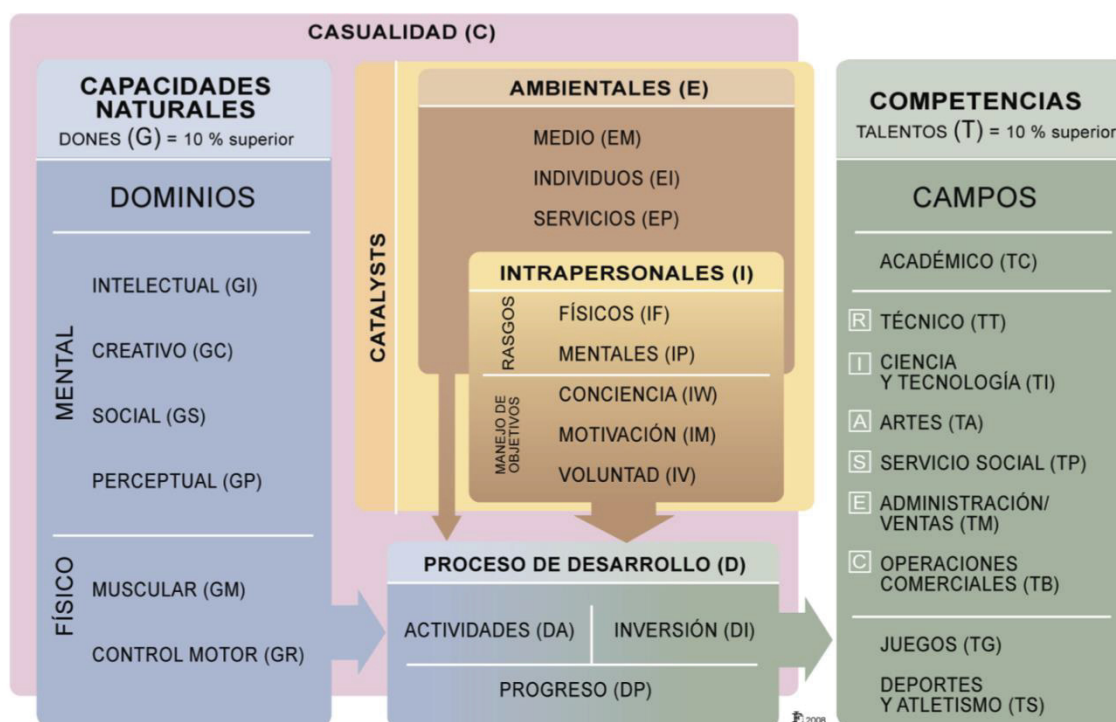 CASUALIDAD (C)
CAPACIDADES
NATURALES
DONES (G) = 10 % superior
DOMINIOS
MENTAL
INTELECTUAL (GI)
CREATIVO (GC)
SOCIAL (GS)
PERCEPTUAL (GP)
FÍSICO
MUSCULAR (GM)
CONTROL MOTOR (GR)
CATALYSTS
AMBIENTALES (E)
MEDIO (EM)
INDIVIDUOS (EI)
SERVICIOS (EP)
INTRAPERSONALES (I)
RASGOS
FÍSICOS (IF)
MENTALES (IP)
MANEJO DE
OBJETIVOS
CONCIENCIA (IW)
MOTIVACIÓN (IM)
VOLUNTAD (IV)
PROCESO DE DESARROLLO (D)
ACTIVIDADES (DA)
INVERSIÓN (DI)
PROGRESO (DP)
COMPETENCIAS
TALENTOS (T) = 10 % superior
CAMPOS
ACADÉMICO (TC)
R TÉCNICO (TT)
I CIENCIA
Y TECNOLOGÍA (TI)
A ARTES (TA)
S SERVICIO SOCIAL (TP)
E ADMINISTRACIÓN/
VENTAS (TM)
C OPERACIONES
COMERCIALES (TB)
JUEGOS (TG)
DEPORTES
Y ATLETISMO (TS)
2008